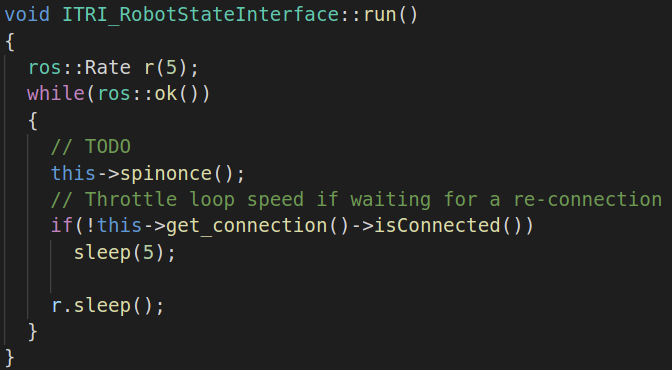 void ITRI_RobotStateInterface::run()
{
  ros::Rate r(5);
  while(ros::ok())
  {
    // TODO
    this->spinonce();
    // Throttle loop speed if waiting for a re-connection
    if(!this->get_connection()->isConnected())
      sleep(5);

    r.sleep();
  }
}